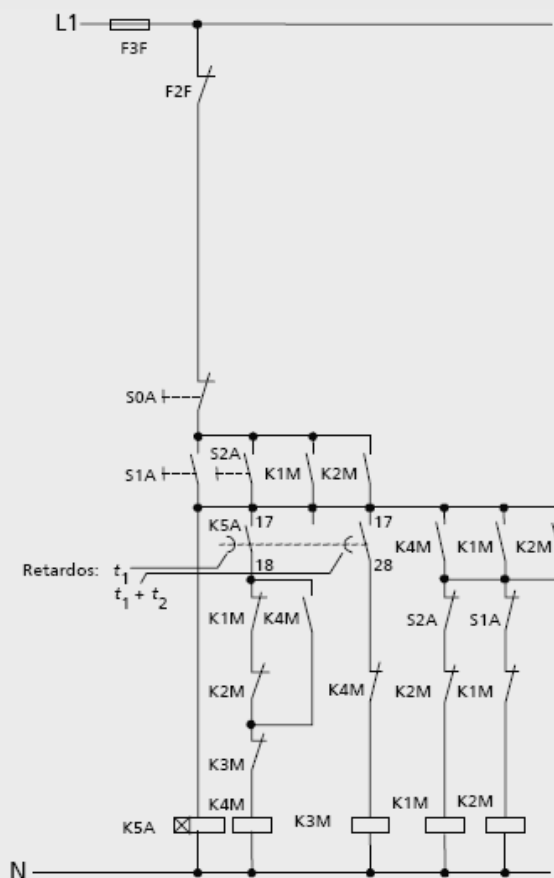 L1
F3F
F2F
S0A
S2A
S1A K1M K2M
K5A 17 17
K4M K1M K2M
Retardos: t1 18 28
t1 + t2
K1M K4M S2A S1A
K2M K4M K2M K1M
K3M
K4M K1M K2M
K5A K3M
N